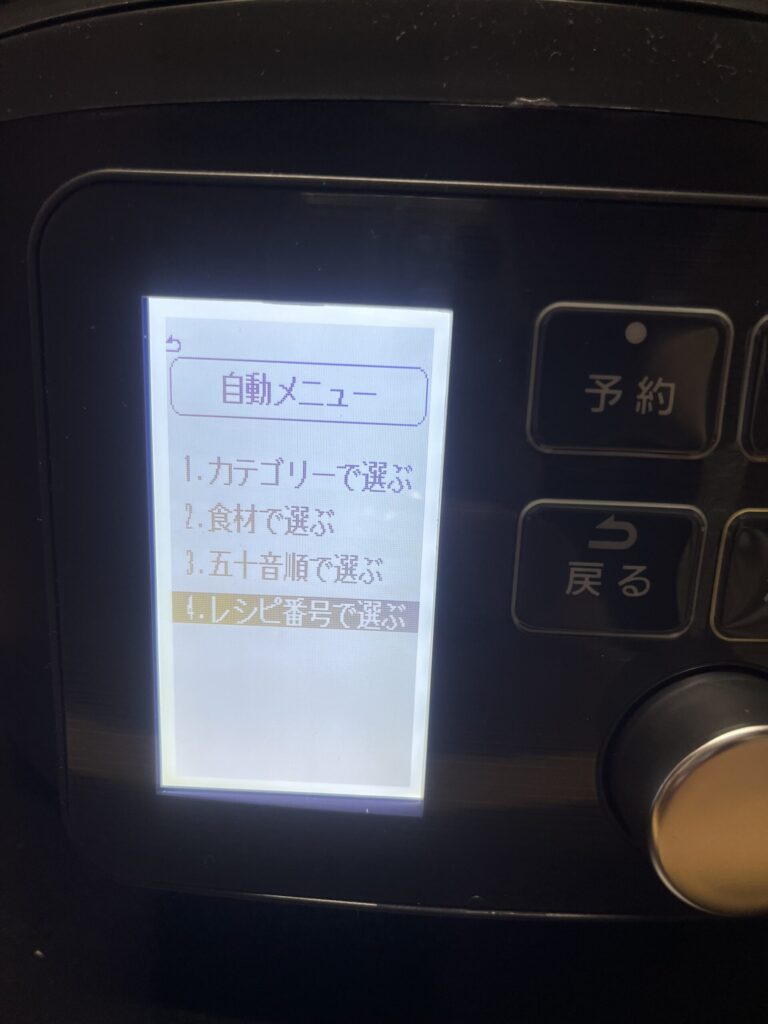 自動メニュー
1.カテゴリーで選ぶ
2.食材で選ぶ
3.五十音順で選ぶ
4.レシピ番号で選ぶ
予約
戻る